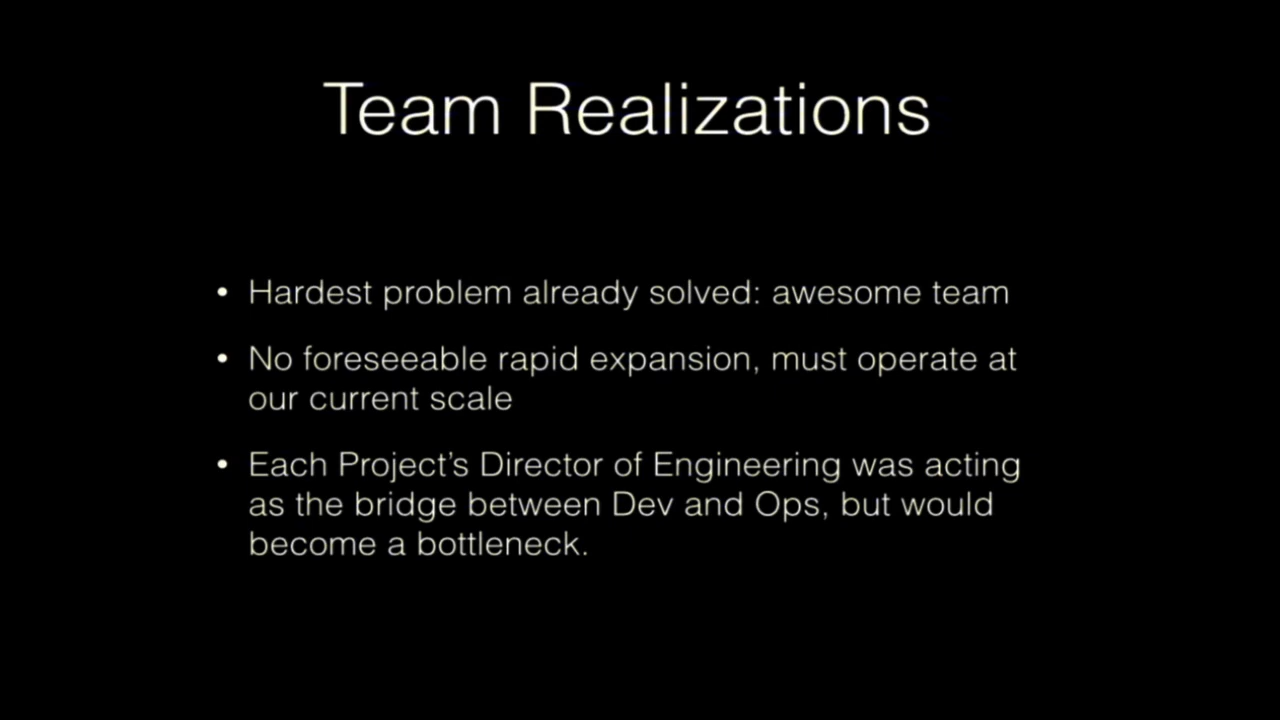 Team Realizations
• Hardest problem already solved: awesome team
• No foreseeable rapid expansion, must operate at
our current scale
• Each Project’s Director of Engineering was acting
as the bridge between Dev and Ops, but would
become a bottleneck.